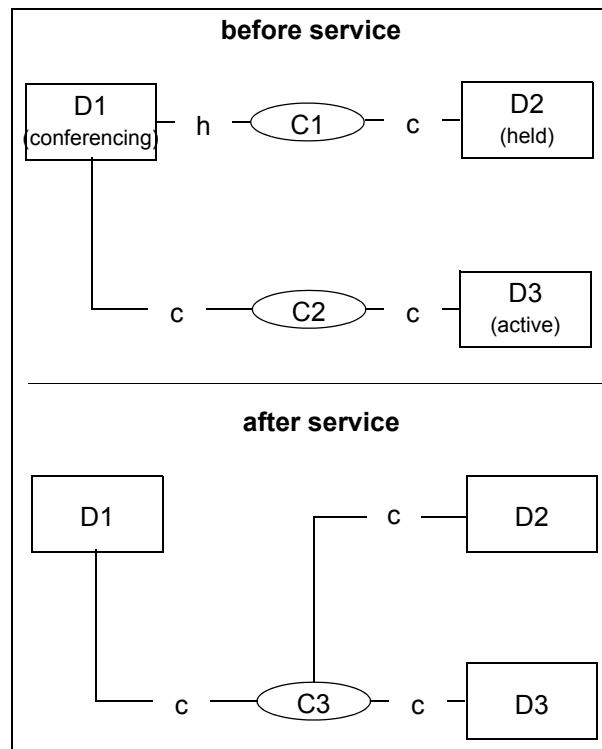 before service
D1
(conferencing)
h
C1
c
D2
(held)
c
C2
c
D3
(active)
after service
D1
c
D2
c
C3
c
D3